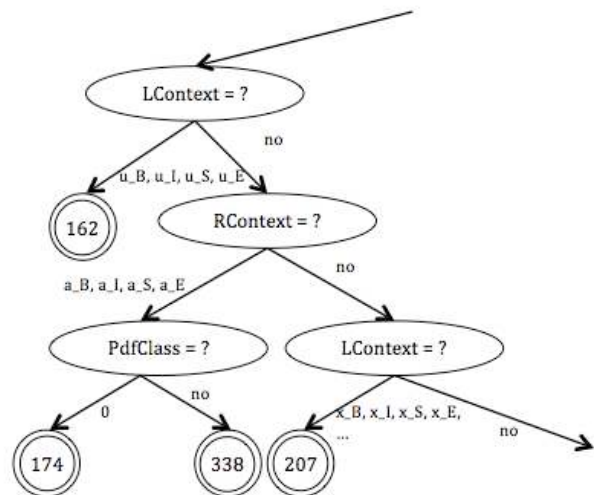 LContext = ?
no
u_B, u_I, u_S, u_E
162
RContext = ?
no
a_B, a_I, a_S, a_E
PdfClass = ?
LContext = ?
0
no
x_B, x_I, x_S, x_E,
...
no
174
338
207